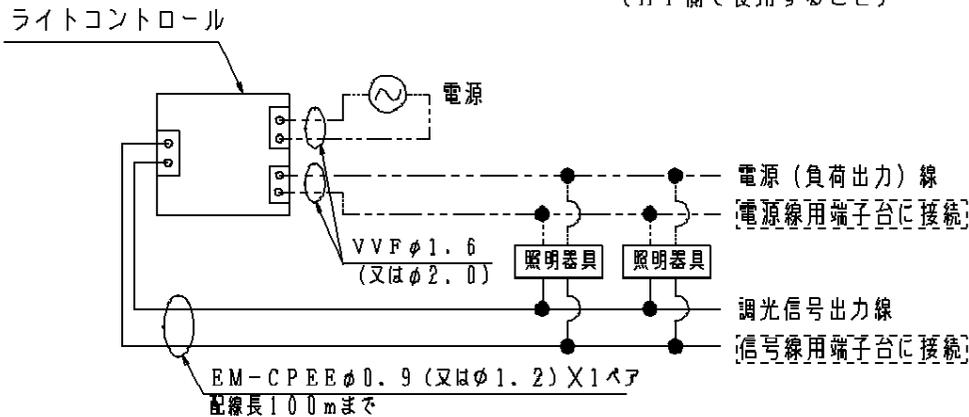 ライトコントロール
電源
電源(負荷出力)線
電源線用端子台に接続
VVFφ1.6
(又はφ2.0)
照明器具
照明器具
調光信号出力線
信号線用端子台に接続
EM-CPEEφ0.9(又はφ1.2)×1ペア
配線長100mまで